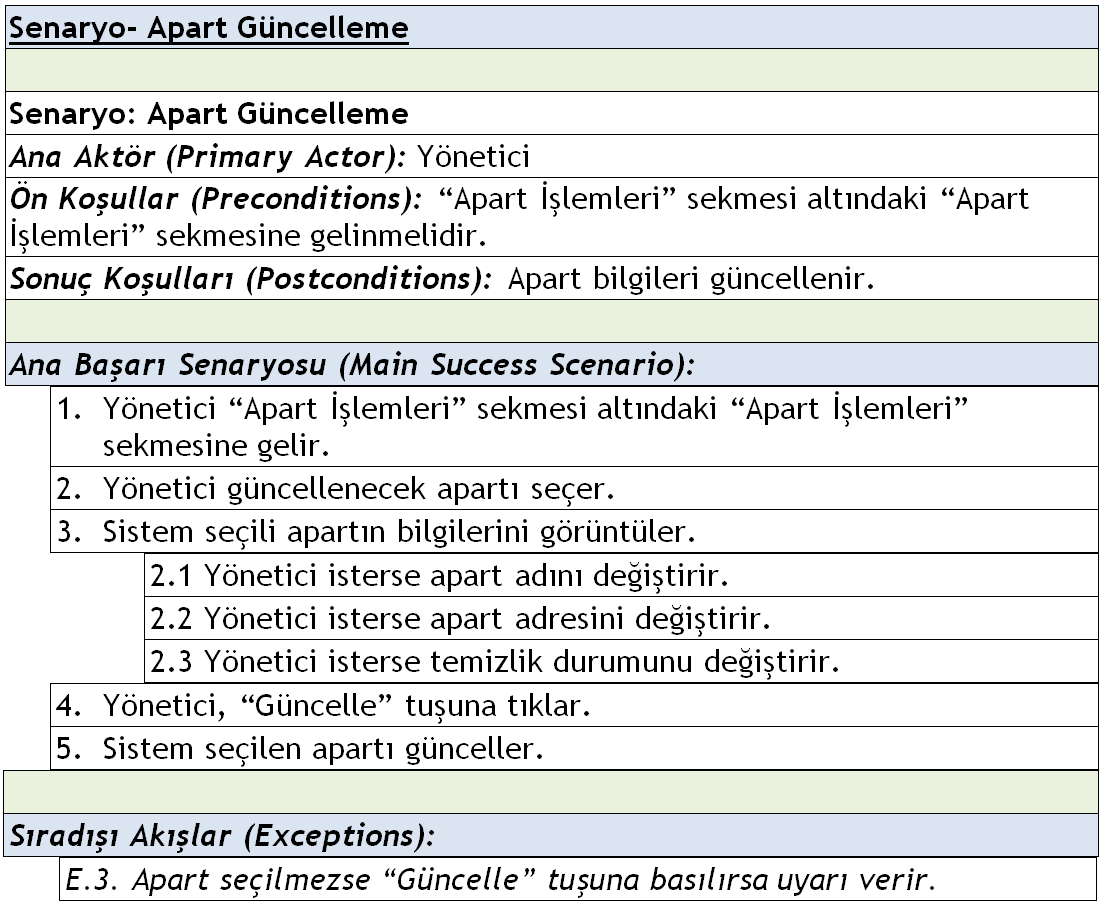 Senaryo- Apart Güncelleme
Senaryo: Apart Güncelleme
Ana Aktör (Primary Actor): Yönetici
Ön Koşullar (Preconditions): “Apart İşlemleri” sekmesi altındaki “Apart
İşlemleri” sekmesine gelinmelidir.
Sonuç Koşulları (Postconditions): Apart bilgileri güncellenir.
Ana Başarı Senaryosu (Main Success Scenario):
1. Yönetici “Apart İşlemleri” sekmesi altındaki “Apart İşlemleri”
sekmesine gelir.
2. Yönetici güncellenecek apartı seçer.
3. Sistem seçili apartın bilgilerini görüntüler.
2.1 Yönetici isterse apart adını değiştirir.
2.2 Yönetici isterse apart adresini değiştirir.
2.3 Yönetici isterse temizlik durumunu değiştirir.
4. Yönetici, “Güncelle” tuşuna tıklar.
5. Sistem seçilen apartı günceller.
Sıradışı Akışlar (Exceptions):
E.3. Apart seçilmezse “Güncelle” tuşuna basılırsa uyarı verir.